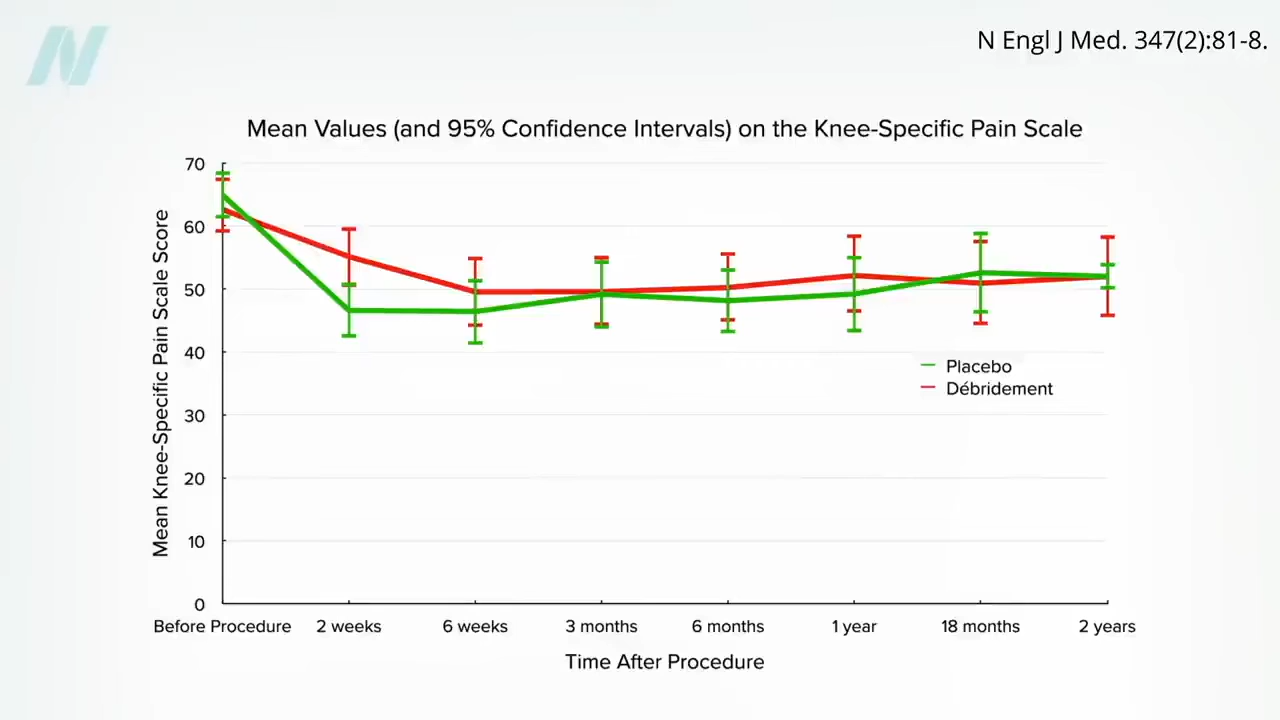 N Engl J Med. 347(2):81-8.
Mean Values (and 95% Confidence Intervals) on the Knee-Specific Pain Scale
Mean Knee-Specific Pain Scale Score
70
60
50
40
30
20
10
0
Placebo
Débridement
Before Procedure 2 weeks 6 weeks 3 months 6 months 1 year 18 months 2 years
Time After Procedure